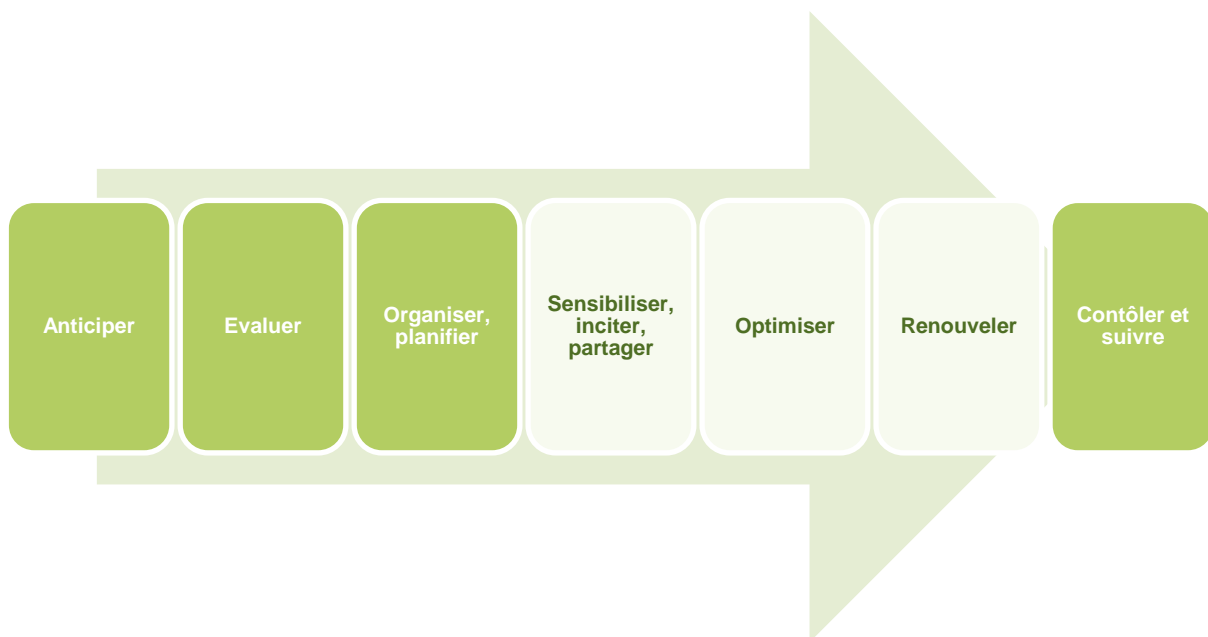 Anticiper
Evaluer
Organiser,
planifier
Sensibiliser,
inciter,
partager
Optimiser
Renouveler
Contôler et
suivre